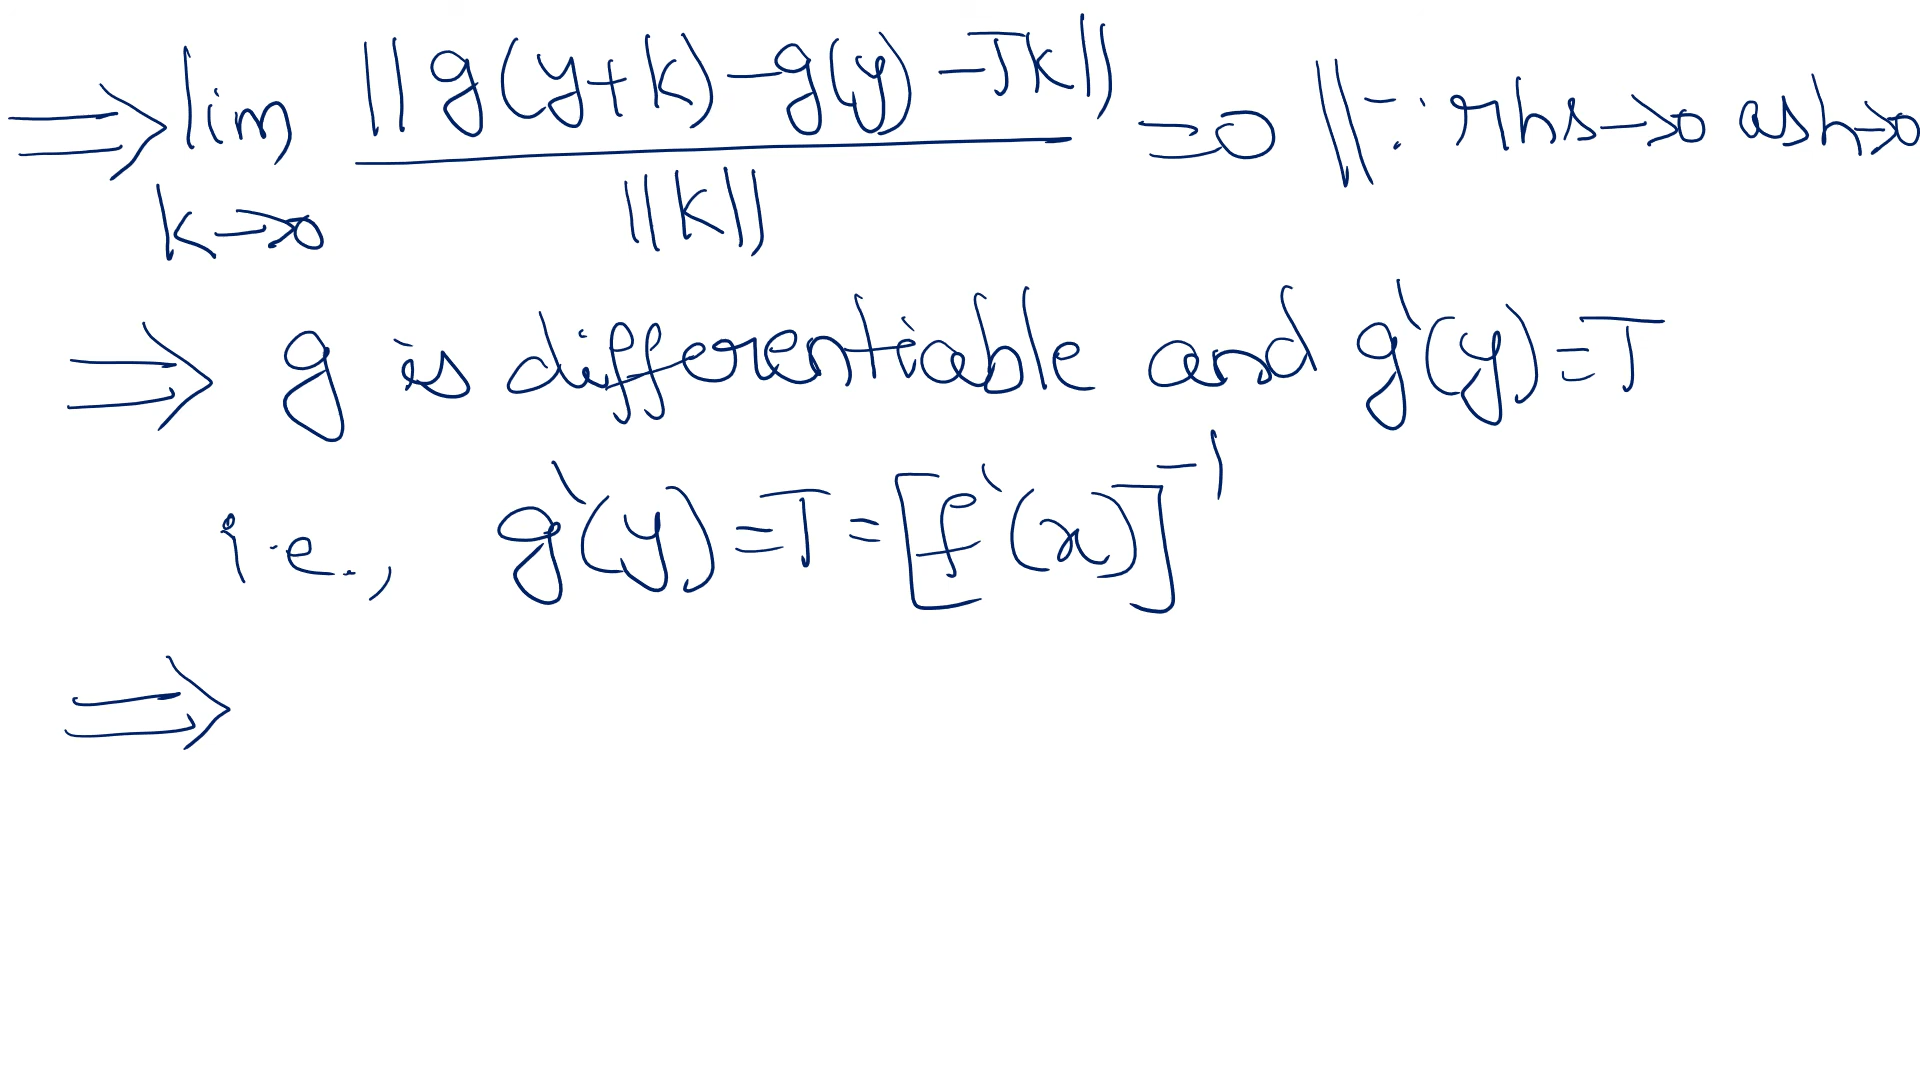 ⟹ lim ||g(y+k)-g(y)-Tk|| = 0 || ∵ rhs→0 as h→0
k→0 ||k||
⟹ g is differentiable and g'(y)=T
i.e., g'(y)=T=[f'(x)]^{-1}
⟹